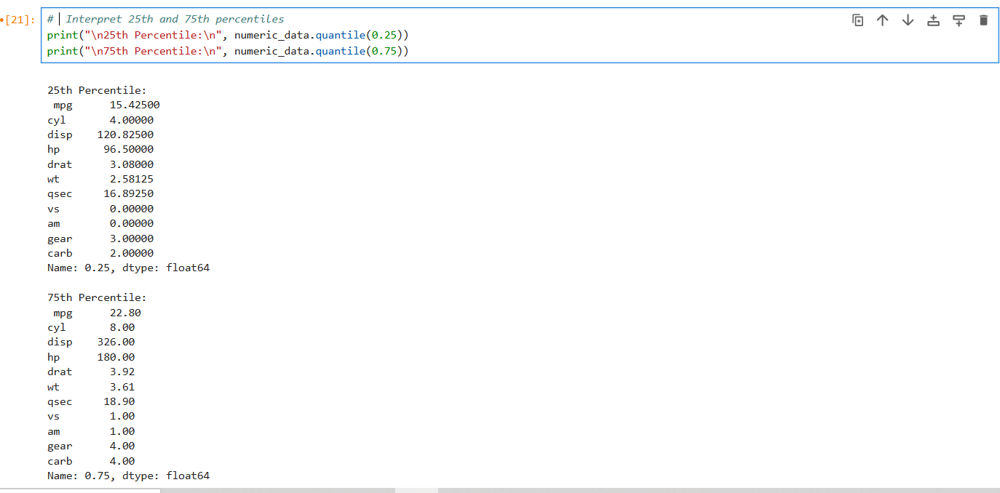 [21]: # Interpret 25th and 75th percentiles
print("\n25th Percentile:\n", numeric_data.quantile(0.25))
print("\n75th Percentile:\n", numeric_data.quantile(0.75))
25th Percentile:
 mpg      15.42500
cyl       4.00000
disp    120.82500
hp       96.50000
drat      3.08000
wt        2.58125
qsec     16.89250
vs        0.00000
am        0.00000
gear      3.00000
carb      2.00000
Name: 0.25, dtype: float64
75th Percentile:
 mpg      22.80
cyl       8.00
disp    326.00
hp      180.00
drat      3.92
wt        3.61
qsec     18.90
vs        1.00
am        1.00
gear      4.00
carb      4.00
Name: 0.75, dtype: float64